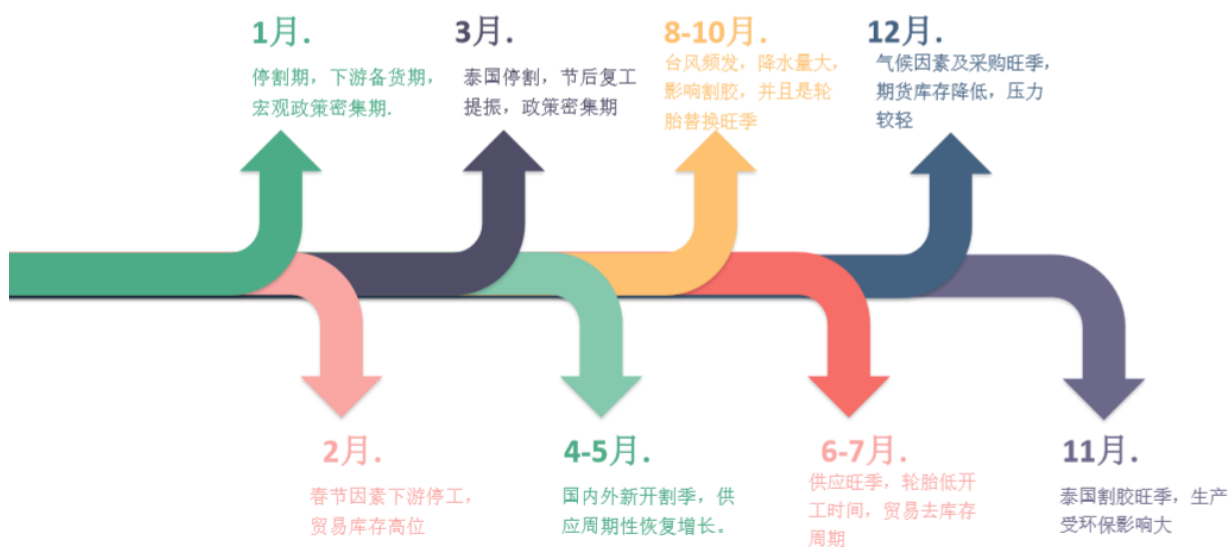 1月.
停割期，下游备货期，
宏观政策密集期.
3月.
泰国停割，节后复工
提振，政策密集期
8-10月.
台风频发，降水量大，
影响割胶，并且是轮
胎替换旺季
12月.
气候因素及采购旺季，
期货库存降低，压力
较轻
2月.
春节因素下游停工，
贸易库存高位
4-5月.
国内外新开割季，供
应周期性恢复增长。
6-7月.
供应旺季，轮胎低开
工时间，贸易去库存
周期
11月.
泰国割胶旺季，生产
受环保影响大